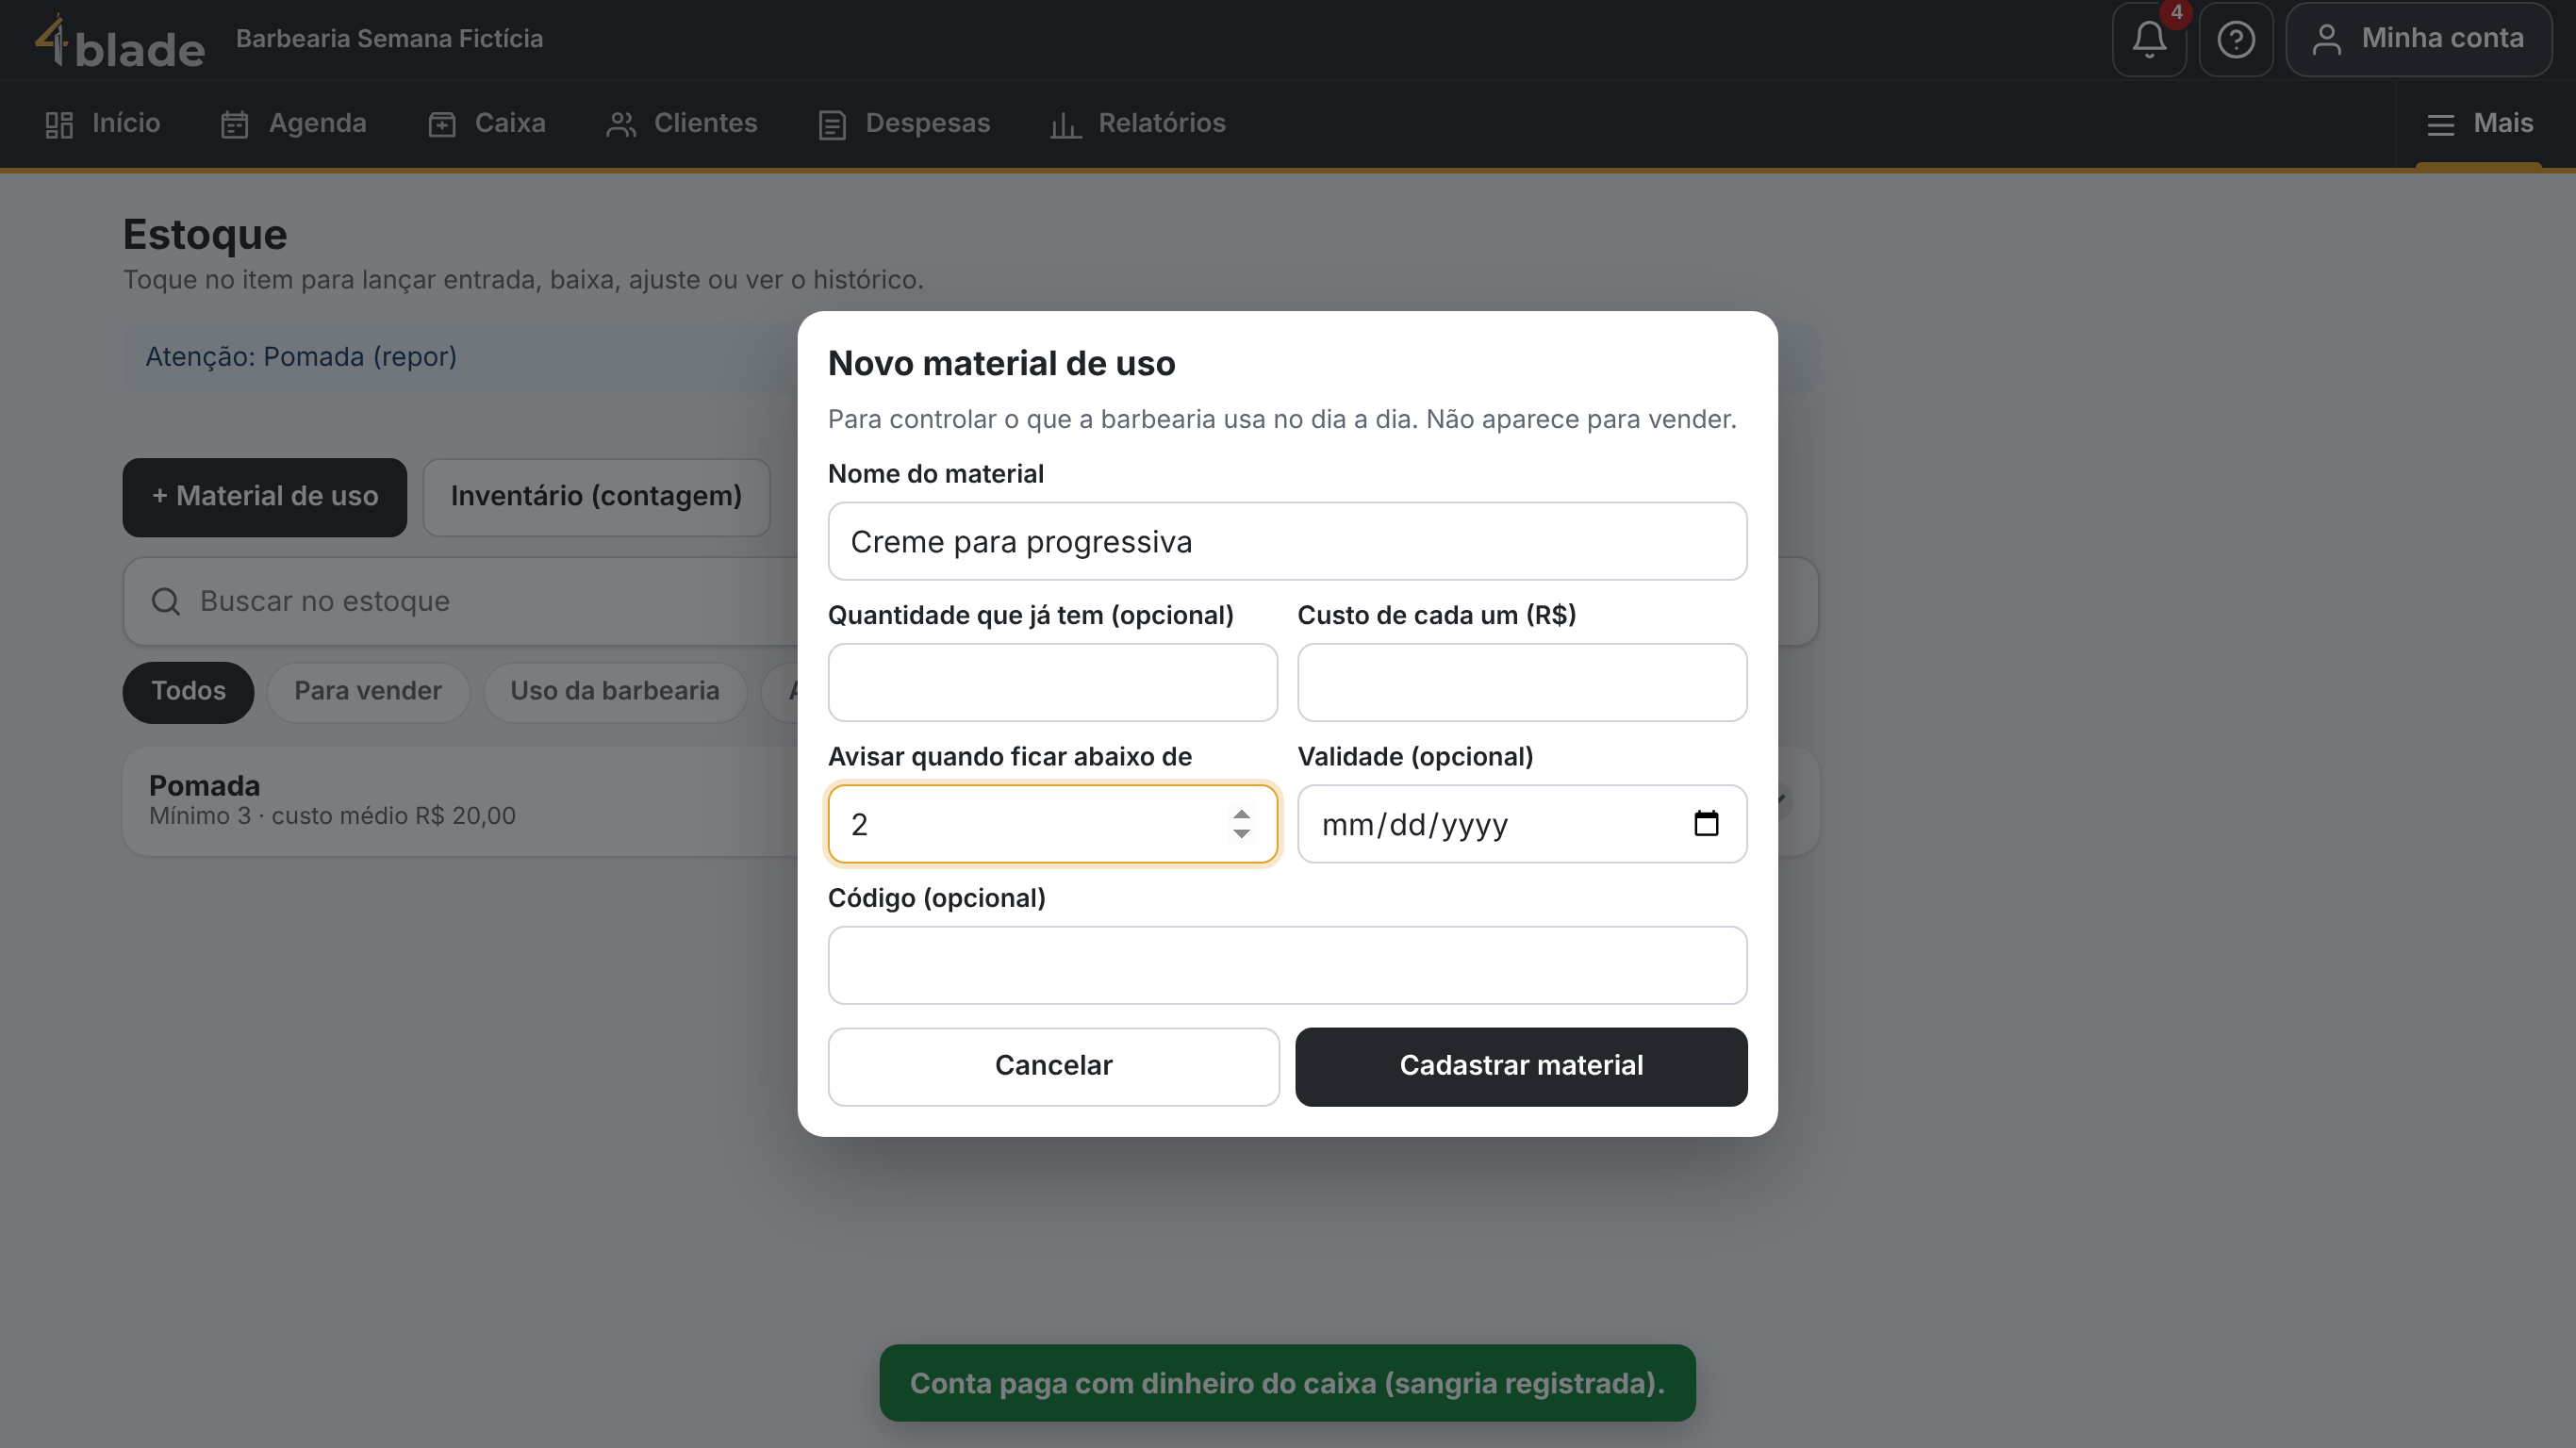 4blade
Barbearia Semana Fictícia
4
Minha conta
Início
Agenda
Caixa
Clientes
Despesas
Relatórios
Mais
Estoque
Toque no item para lançar entrada, baixa, ajuste ou ver o histórico.
Atenção: Pomada (repor)
+ Material de uso
Inventário (contagem)
Buscar no estoque
Todos
Para vender
Uso da barbearia
Pomada
Mínimo 3 · custo médio R$ 20,00
Novo material de uso
Para controlar o que a barbearia usa no dia a dia. Não aparece para vender.
Nome do material
Creme para progressiva
Quantidade que já tem (opcional)
Custo de cada um (R$)
Avisar quando ficar abaixo de
Validade (opcional)
2
mm/dd/yyyy
Código (opcional)
Cancelar
Cadastrar material
Conta paga com dinheiro do caixa (sangria registrada).